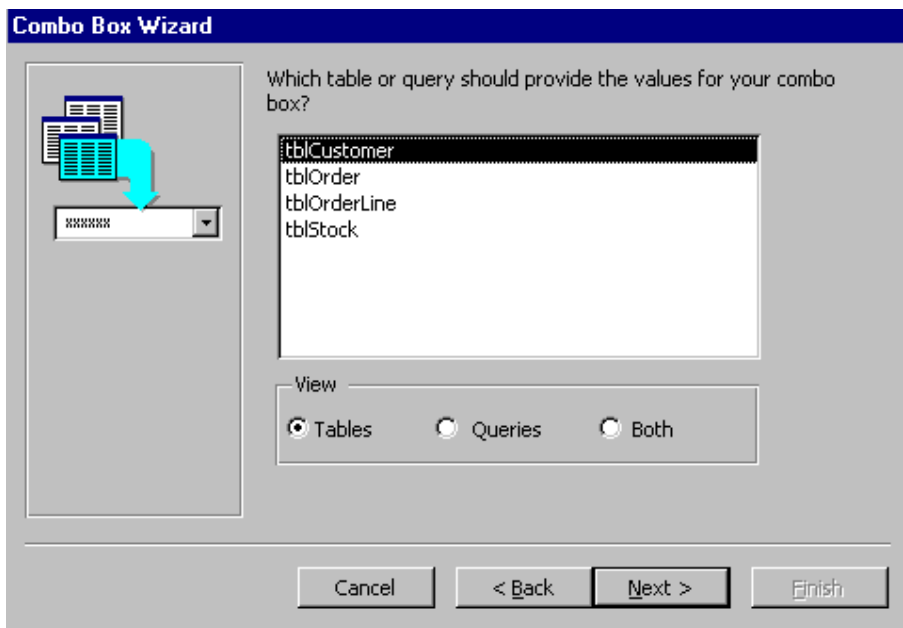 Combo Box Wizard
Which table or query should provide the values for your combo
box?
xxxxxx
tblCustomer
tblOrder
tblOrderLine
tblStock
View
Tables Queries Both
Cancel < Back Next > Finish